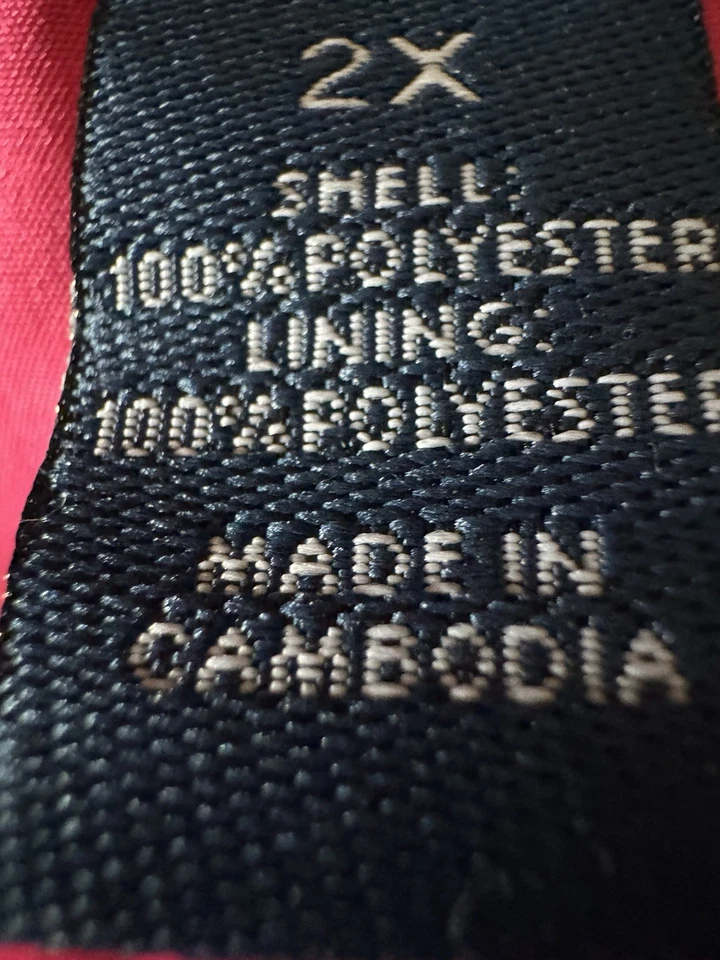 2X
SHELL:
100% POLYESTER
LINING:
100% POLYESTER
MADE IN
CAMBODIA